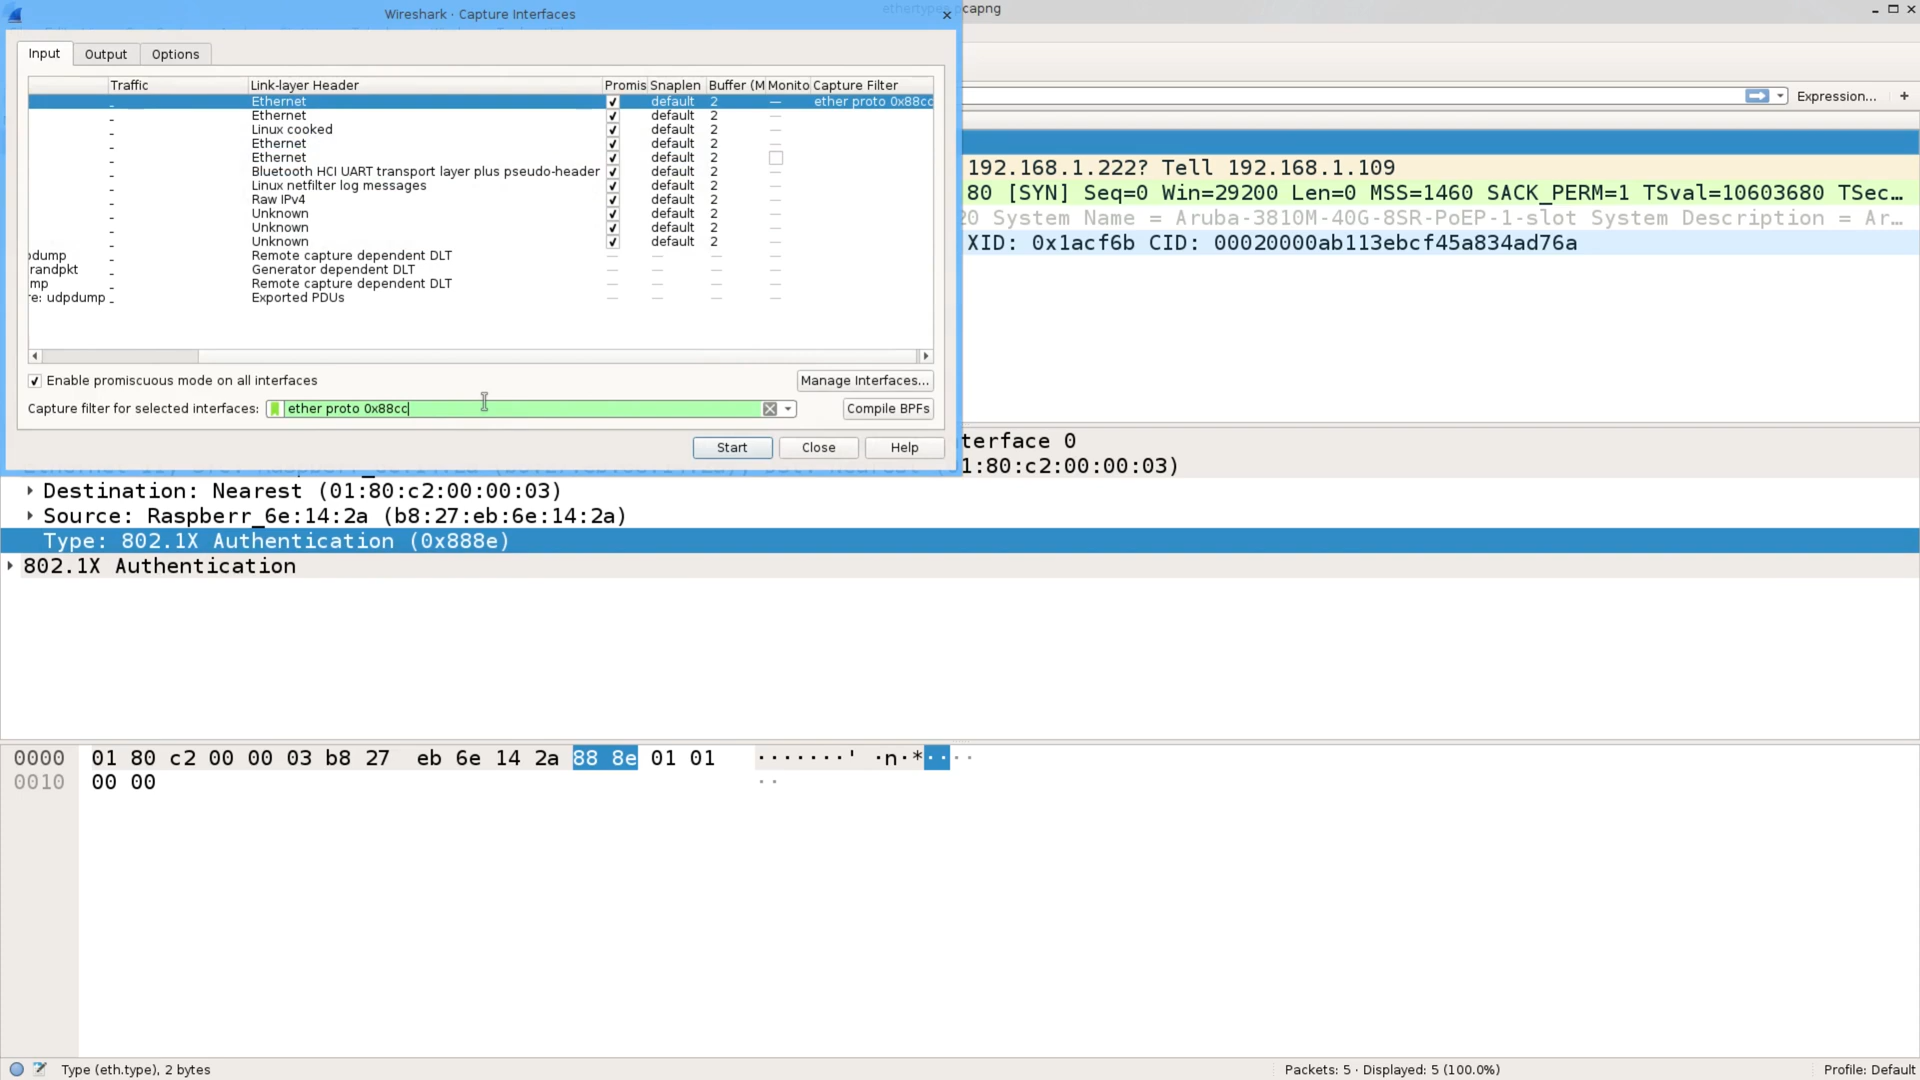 Wireshark · Capture Interfaces
ethertypes.pcapng
Input Output Options
Traffic Link-layer Header Promis Snaplen Buffer (M Monito Capture Filter
Ethernet default 2 — ether proto 0x88cc
- Ethernet default 2 —
- Linux cooked default 2 —
- Ethernet default 2 —
- Ethernet default 2
- Bluetooth HCI UART transport layer plus pseudo-header default 2 —
- Linux netfilter log messages default 2 —
- Raw IPv4 default 2 —
- Unknown default 2 —
- Unknown default 2 —
- Unknown default 2 —
odump - Remote capture dependent DLT — — — —
randpkt - Generator dependent DLT — — — —
mp - Remote capture dependent DLT — — — —
re: udpdump - Exported PDUs — — — —
Enable promiscuous mode on all interfaces Manage Interfaces...
Capture filter for selected interfaces: ether proto 0x88cc Compile BPFs
Start Close Help
Expression... +
192.168.1.222? Tell 192.168.1.109
80 [SYN] Seq=0 Win=29200 Len=0 MSS=1460 SACK_PERM=1 TSval=10603680 TSec…
20 System Name = Aruba-3810M-40G-8SR-PoEP-1-slot System Description = Ar…
XID: 0x1acf6b CID: 00020000ab113ebcf45a834ad76a
terface 0
1:80:c2:00:00:03)
Destination: Nearest (01:80:c2:00:00:03)
Source: Raspberr_6e:14:2a (b8:27:eb:6e:14:2a)
Type: 802.1X Authentication (0x888e)
802.1X Authentication
0000 01 80 c2 00 00 03 b8 27 eb 6e 14 2a 88 8e 01 01 ·······' ·n·*····
0010 00 00 ··
Type (eth.type), 2 bytes Packets: 5 · Displayed: 5 (100.0%) Profile: Default